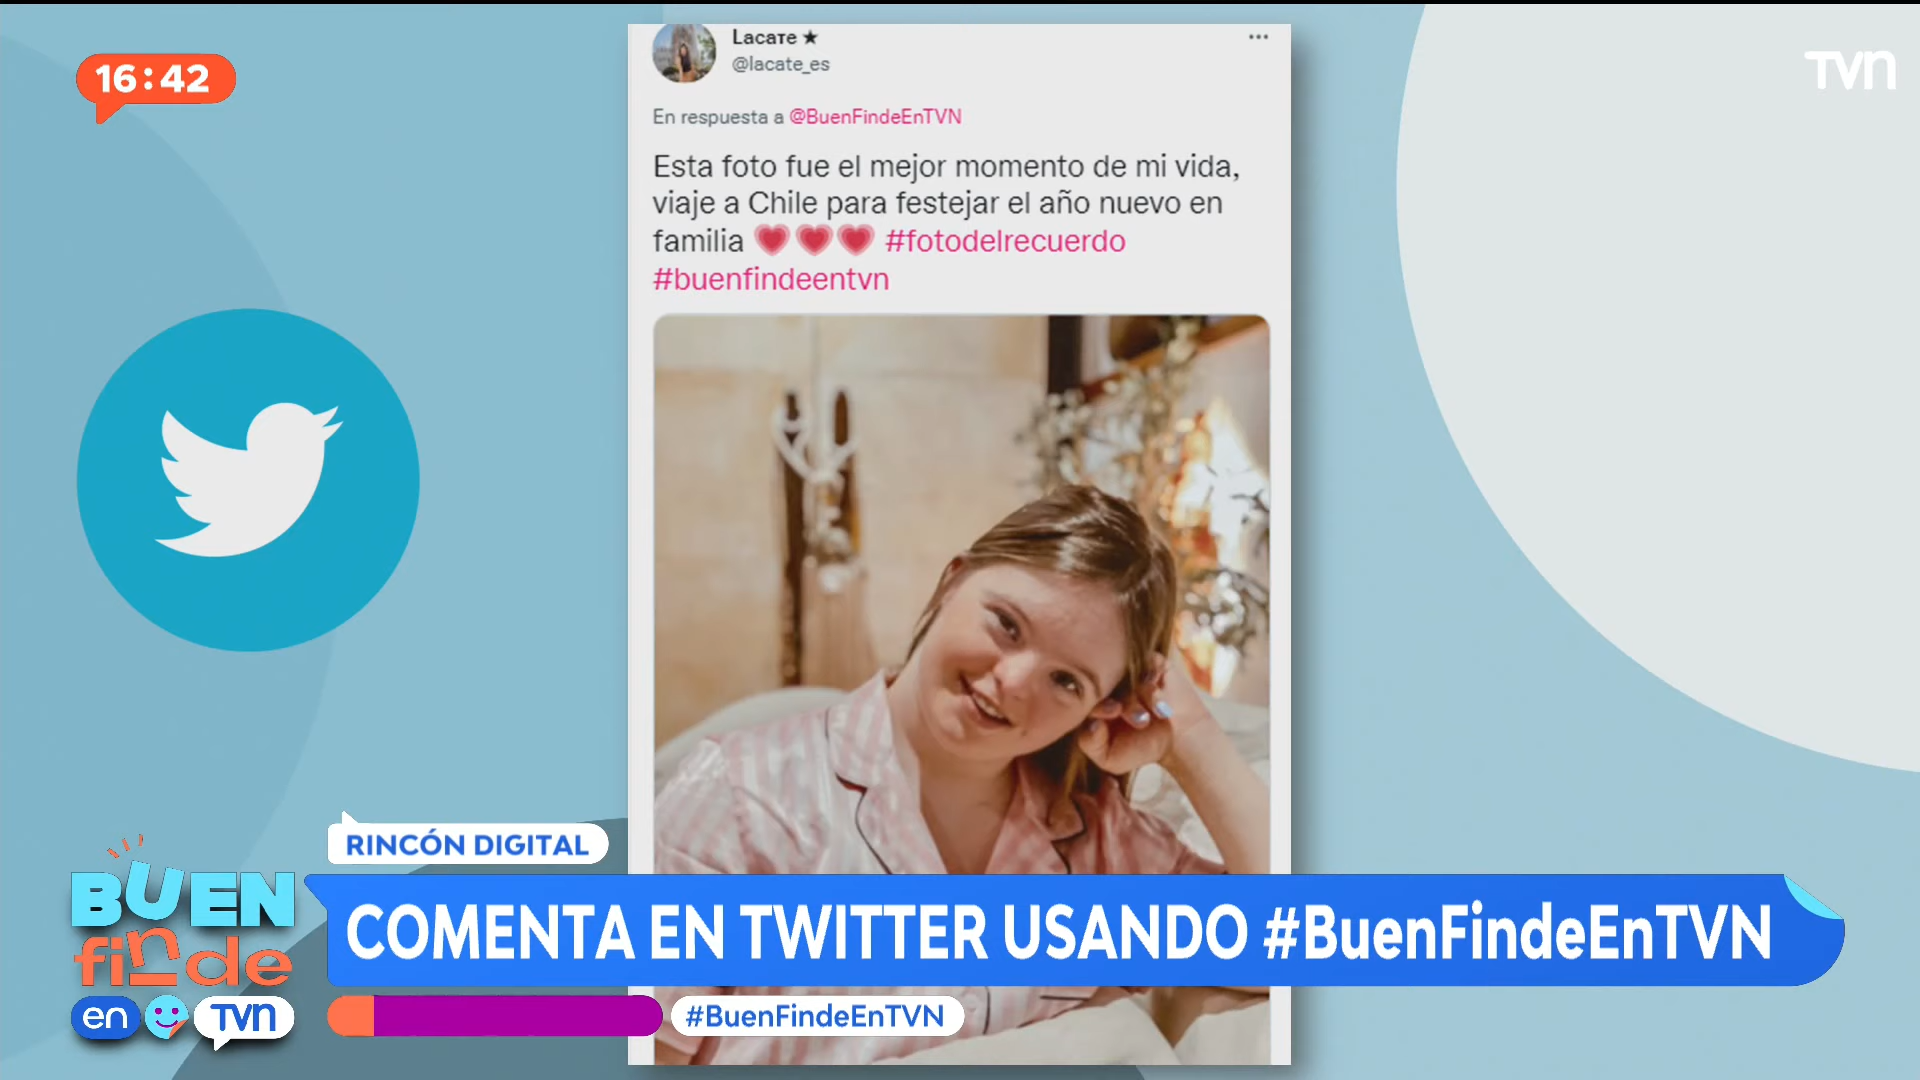 16:42
TVN
Lacate ★
@lacate_es
En respuesta a @BuenFindeEnTVN
Esta foto fue el mejor momento de mi vida,
viaje a Chile para festejar el año nuevo en
familia 💗💗💗 #fotodelrecuerdo
#buenfindeentvn
RINCÓN DIGITAL
COMENTA EN TWITTER USANDO #BuenFindeEnTVN
#BuenFindeEnTVN
BUEN
finde
en TVN